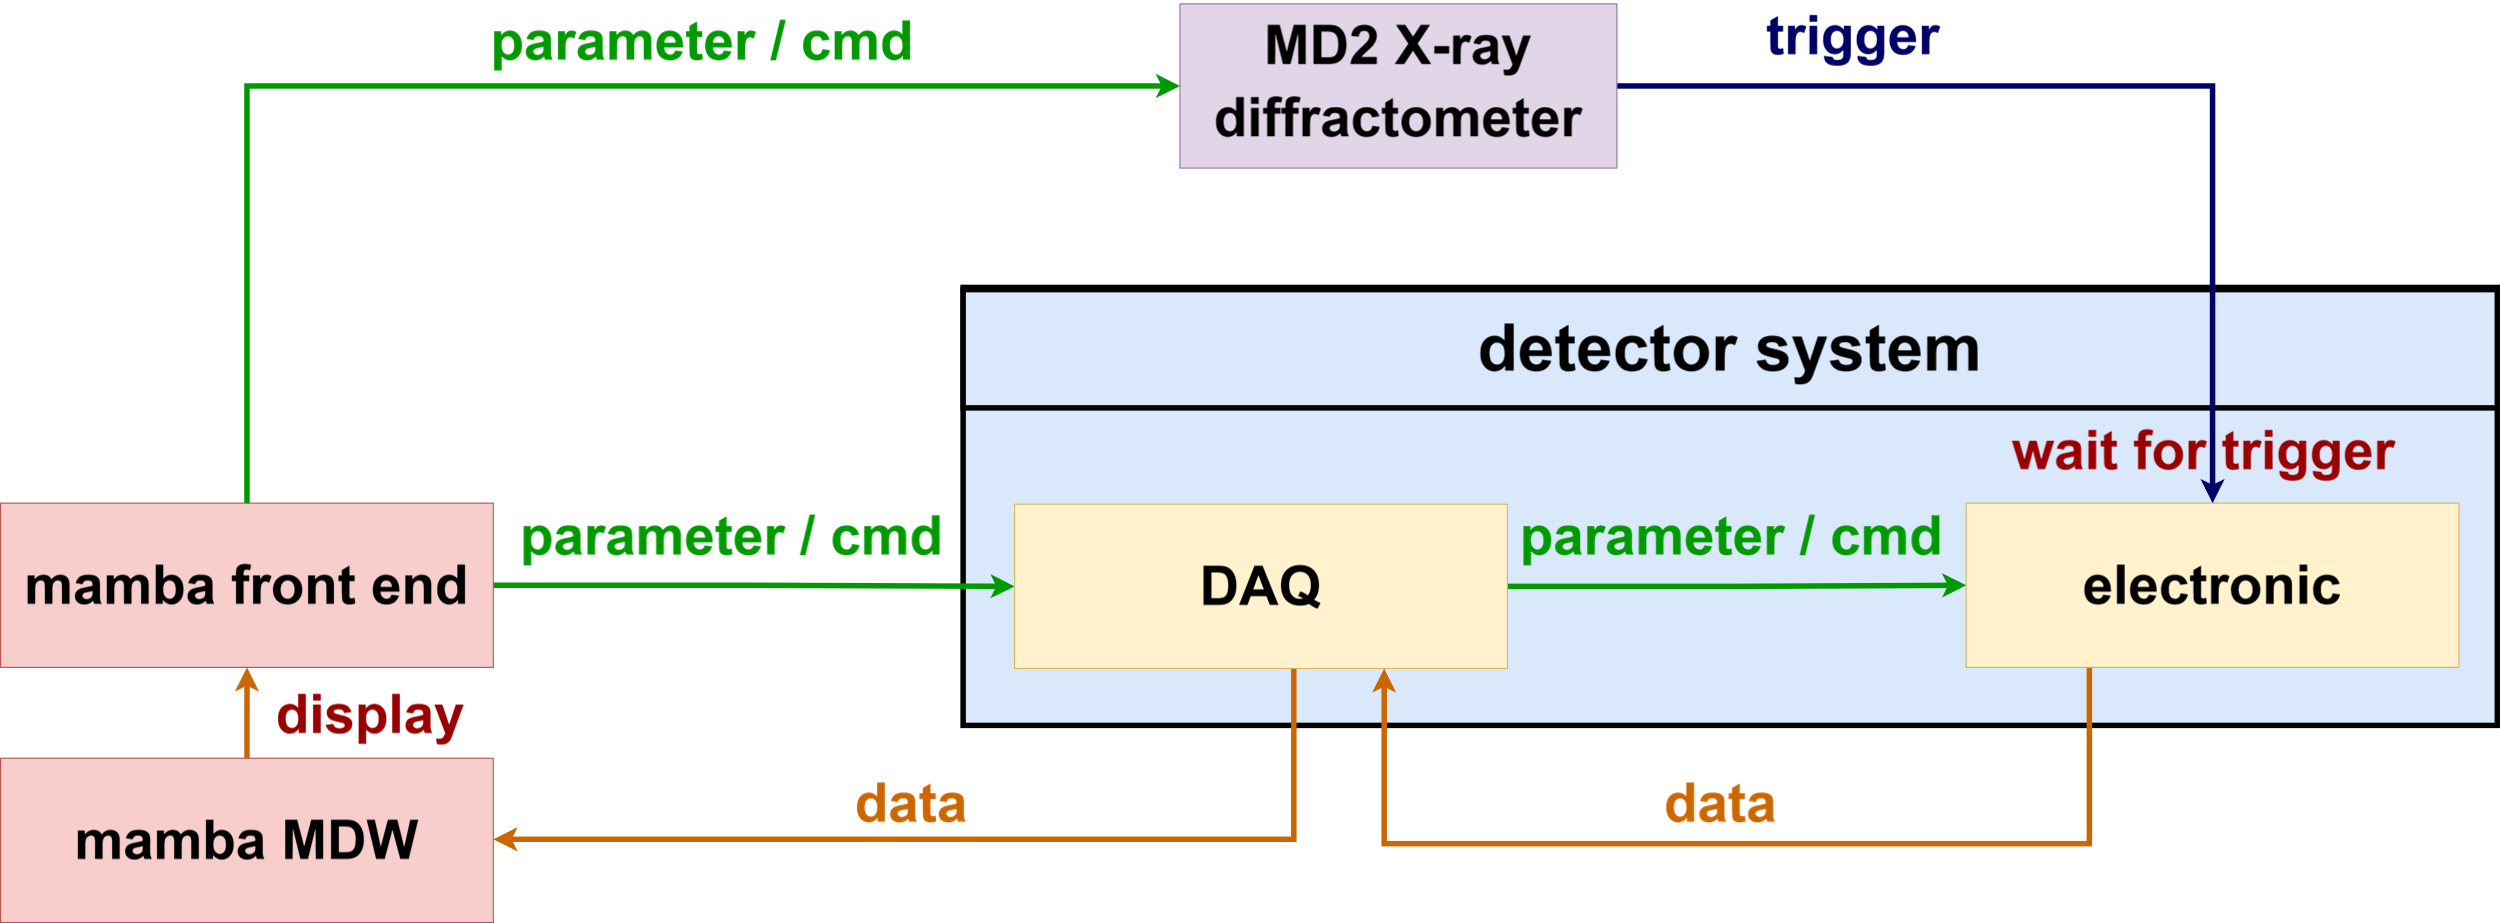 parameter / cmd
MD2 X-ray
diffractometer
trigger
detector system
wait for trigger
mamba front end
parameter / cmd
DAQ
parameter / cmd
electronic
display
mamba MDW
data
data